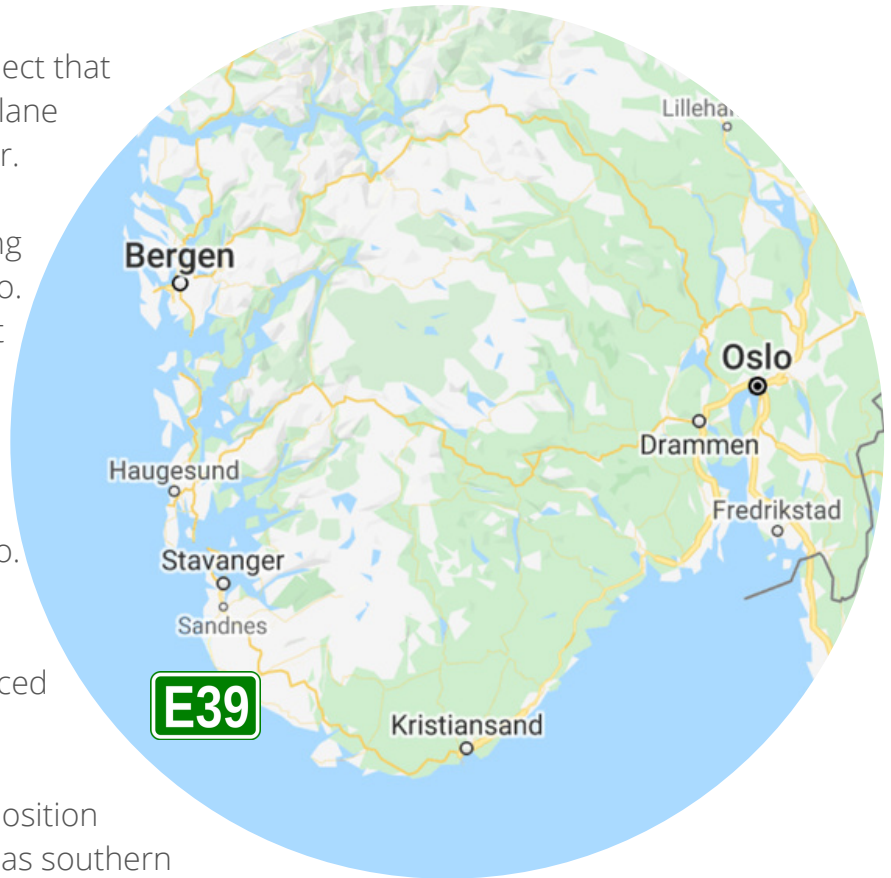 ect that
lane
r.
ng
o.
t
o.
ced
osition
as southern
Lilleha
Bergen
Oslo
Drammen
Haugesund
Fredrikstad
Stavanger
Sandnes
E39
Kristiansand